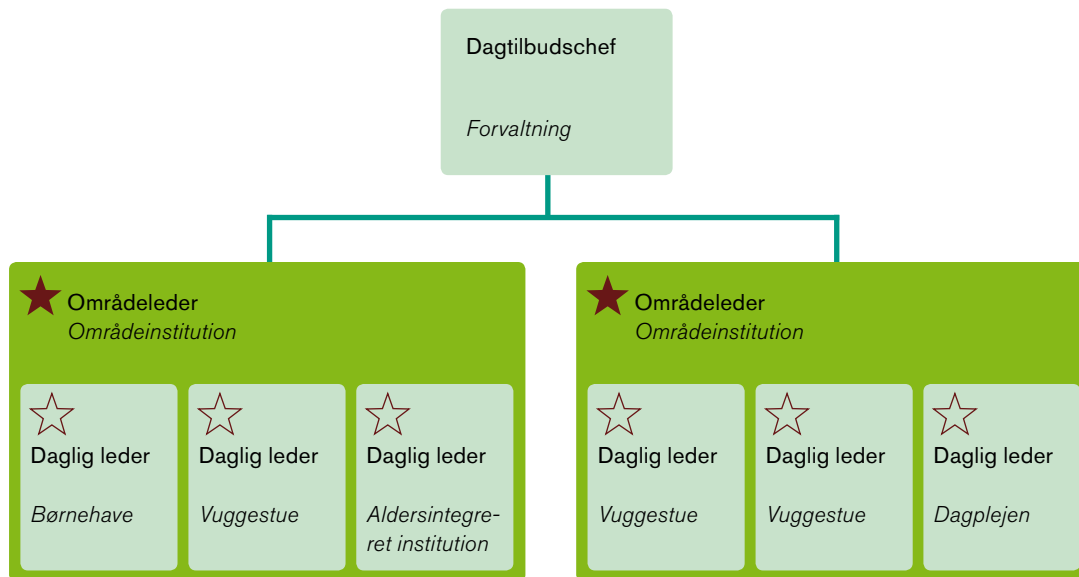 Dagtilbudschef
Forvaltning
Områdeleder
Områdeinstitution
Daglig leder
Børnehave
Daglig leder
Vuggestue
Daglig leder
Aldersintegre-
ret institution
Områdeleder
Områdeinstitution
Daglig leder
Vuggestue
Daglig leder
Vuggestue
Daglig leder
Dagplejen